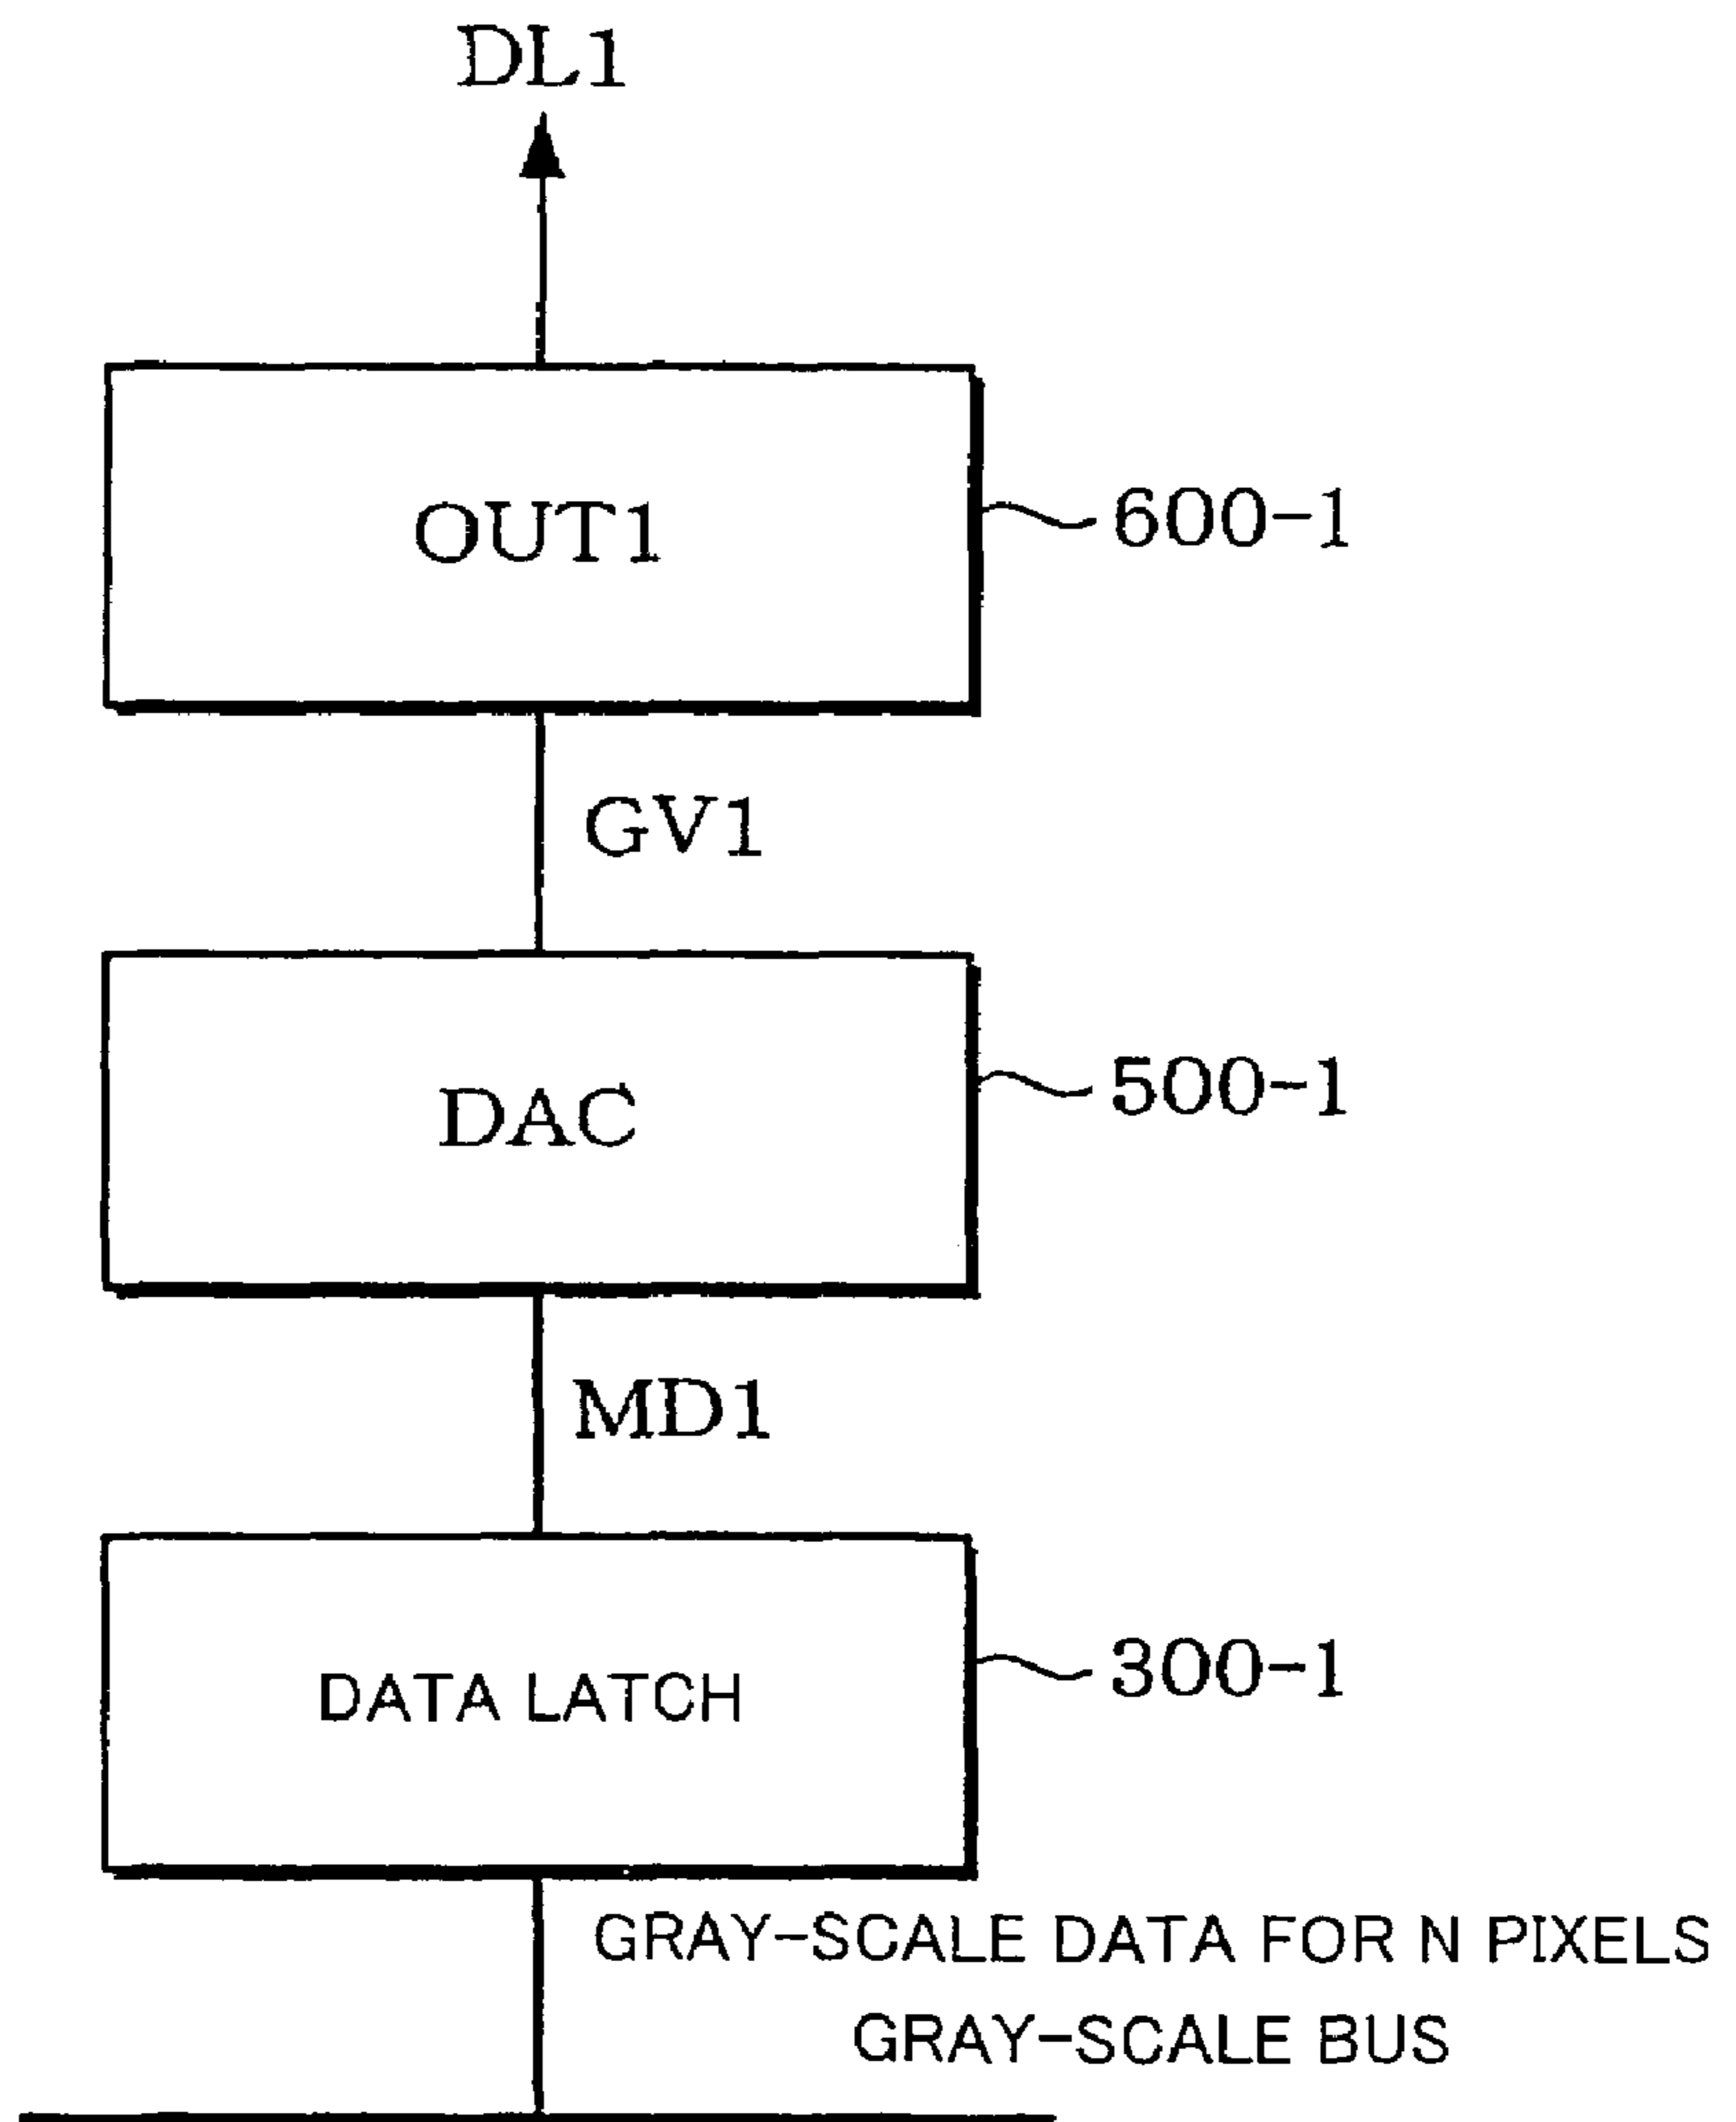 DL1
OUT1
600-1
GV1
DAC
500-1
MD1
DATA LATCH
300-1
GRAY-SCALE DATA FOR N PIXELS
GRAY-SCALE BUS